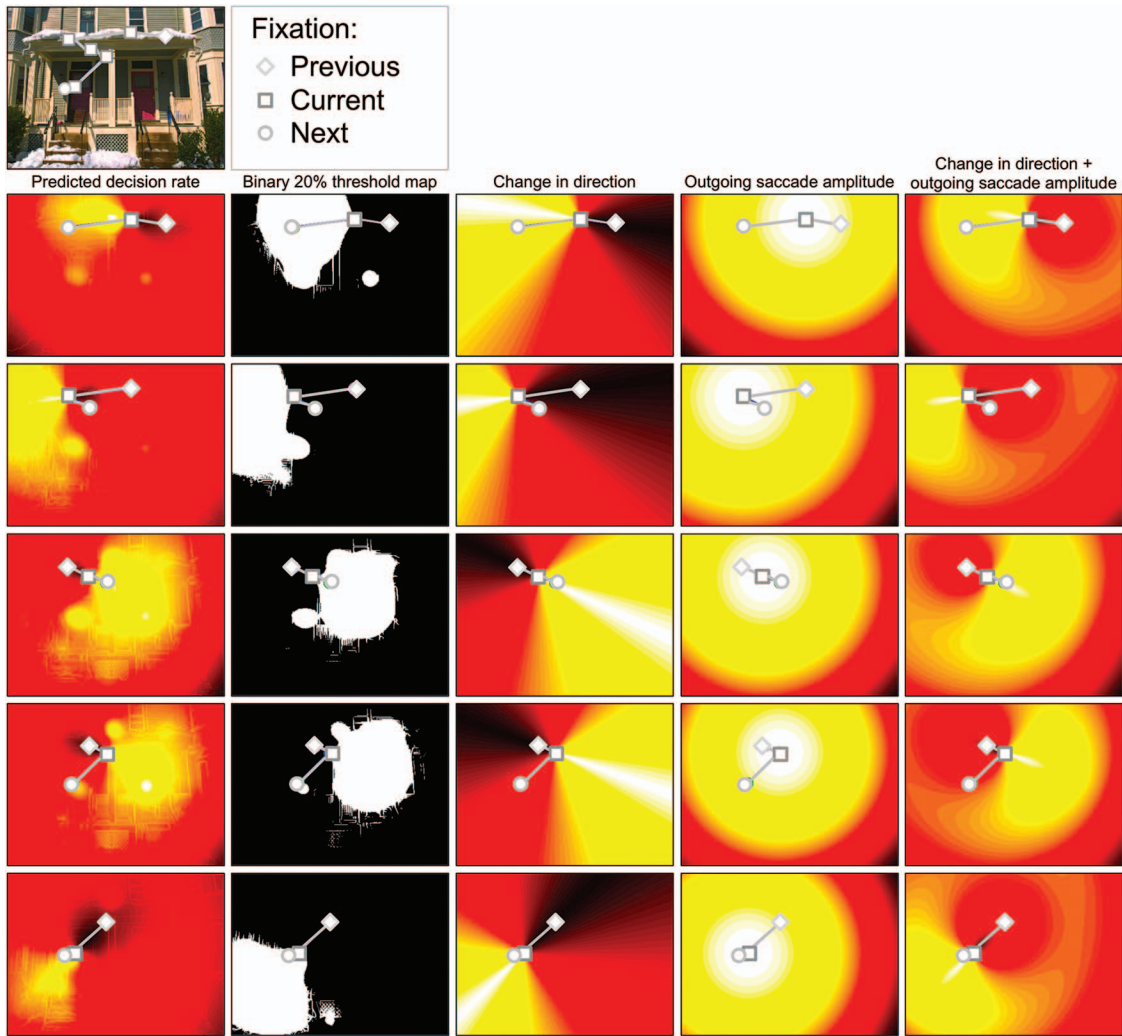 Fixation:
Previous
Current
Next
Predicted decision rate
Binary 20% threshold map
Change in direction
Outgoing saccade amplitude
Change in direction +
outgoing saccade amplitude